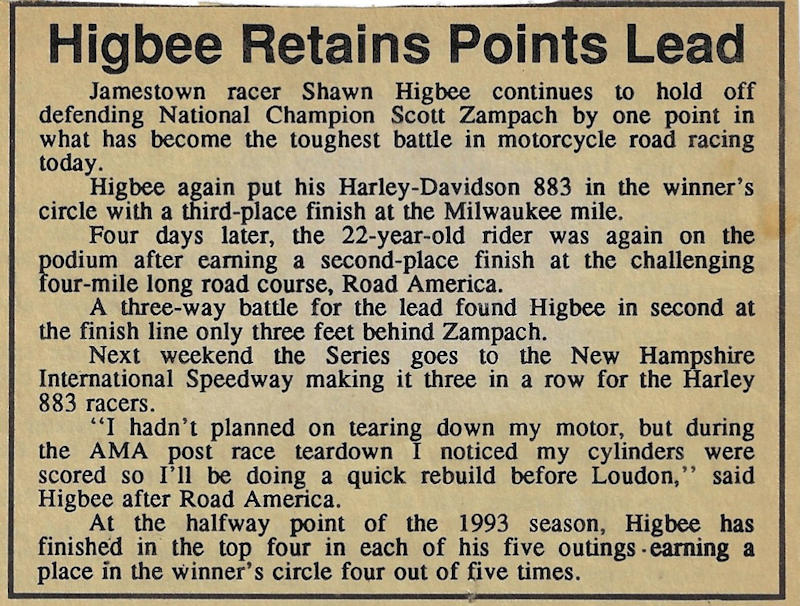 Higbee Retains Points Lead
Jamestown racer Shawn Higbee continues to hold off
defending National Champion Scott Zampach by one point in
what has become the toughest battle in motorcycle road racing
today.
Higbee again put his Harley-Davidson 883 in the winner's
circle with a third-place finish at the Milwaukee mile.
Four days later, the 22-year-old rider was again on the
podium after earning a second-place finish at the challenging
four-mile long road course, Road America.
A three-way battle for the lead found Higbee in second at
the finish line only three feet behind Zampach.
Next weekend the Series goes to the New Hampshire
International Speedway making it three in a row for the Harley
883 racers.
"I hadn't planned on tearing down my motor, but during
the AMA post race teardown I noticed my cylinders were
scored so I'll be doing a quick rebuild before Loudon," said
Higbee after Road America.
At the halfway point of the 1993 season, Higbee has
finished in the top four in each of his five outings earning a
place in the winner's circle four out of five times.